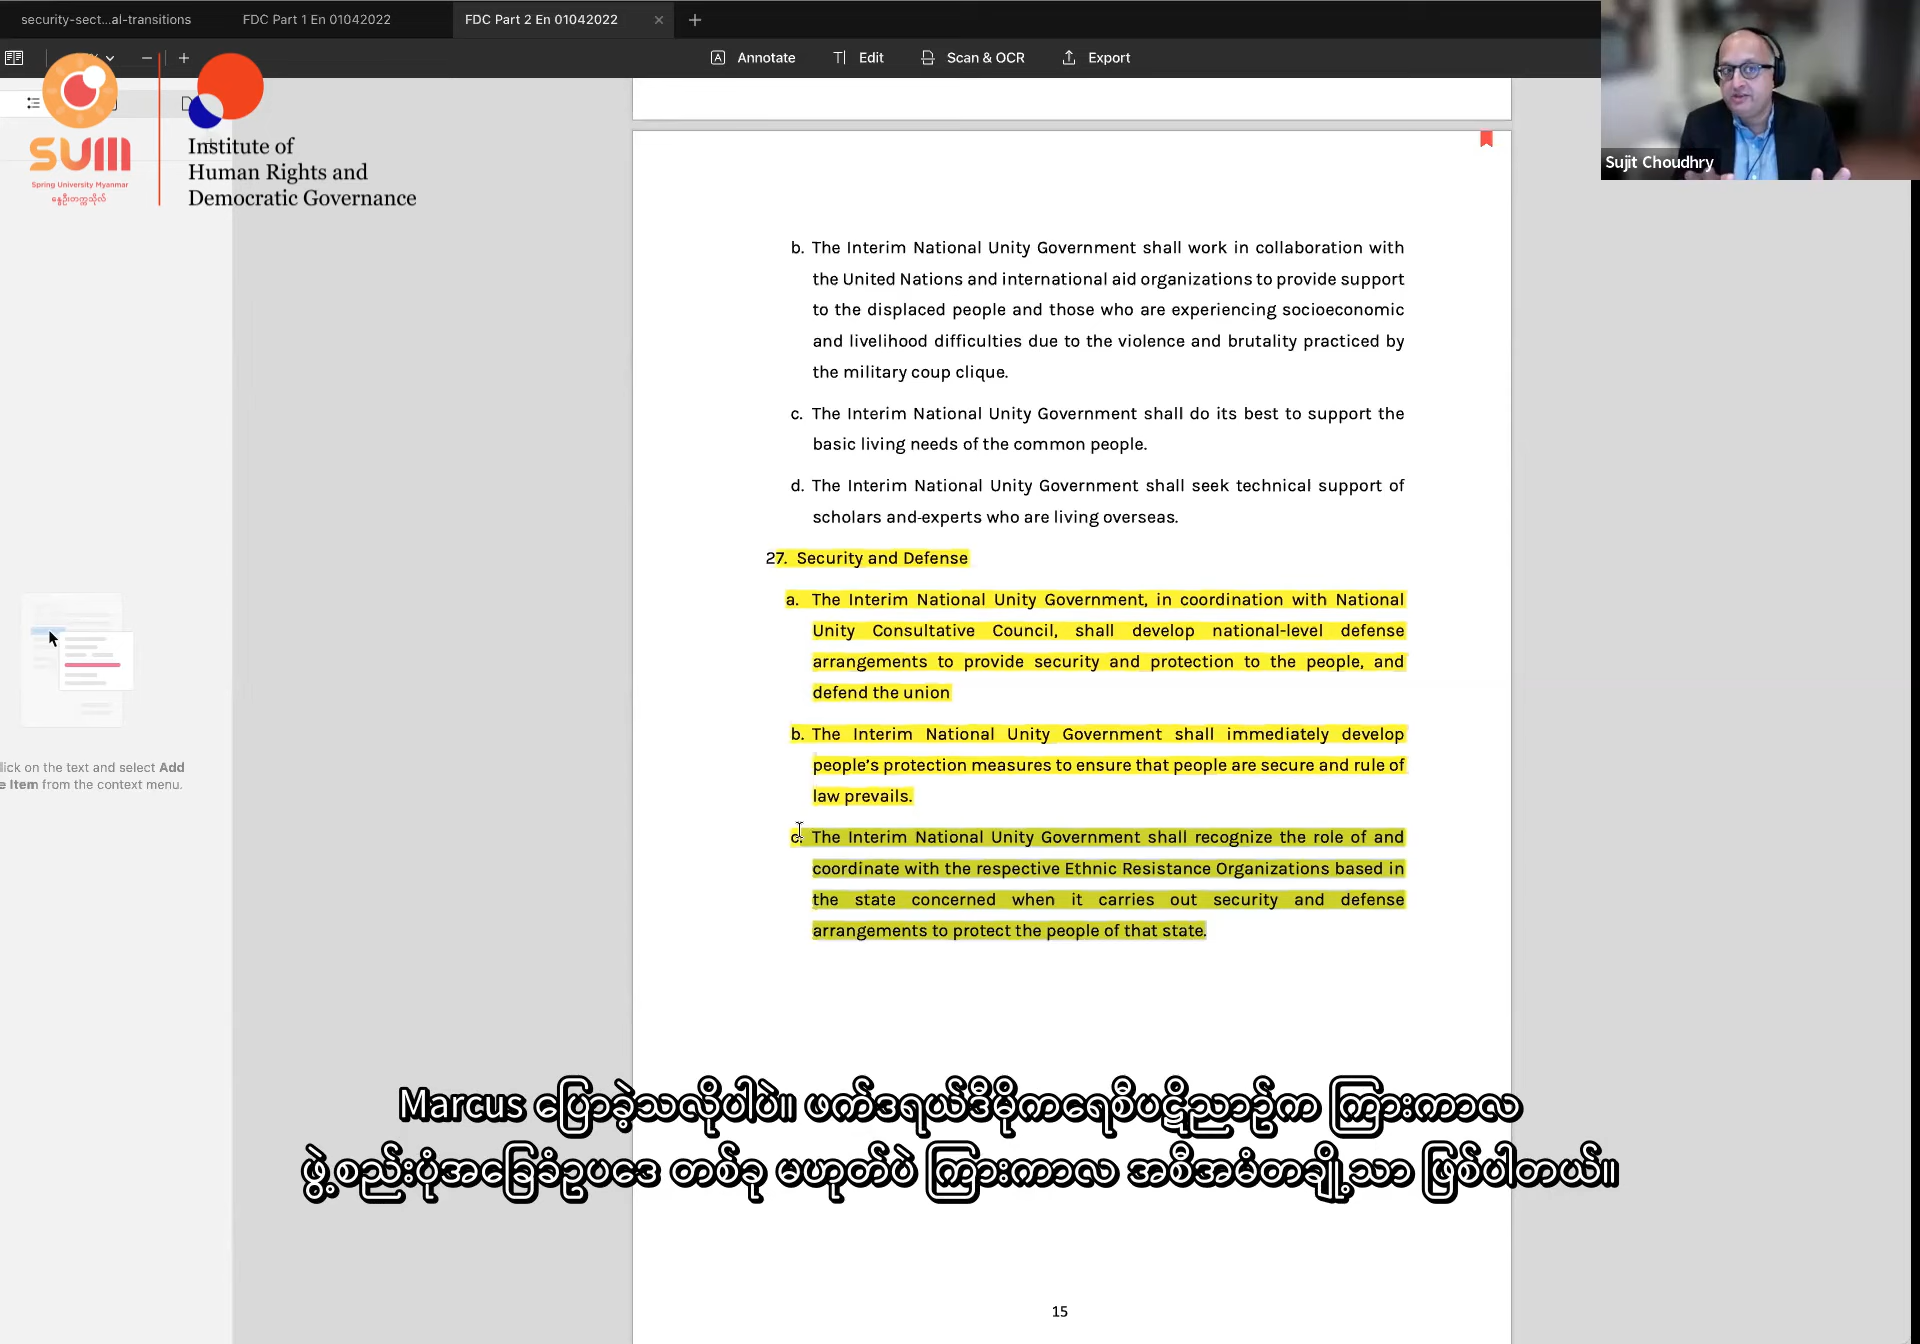 security-sect...al-transitions
FDC Part 1 En 01042022
FDC Part 2 En 01042022
Annotate
Edit
Scan & OCR
Export
SUM
Spring University Myanmar
နွေဦးတက္ကသိုလ်
Institute of
Human Rights and
Democratic Governance
Sujit Choudhry
b. The Interim National Unity Government shall work in collaboration with
the United Nations and international aid organizations to provide support
to the displaced people and those who are experiencing socioeconomic
and livelihood difficulties due to the violence and brutality practiced by
the military coup clique.
c. The Interim National Unity Government shall do its best to support the
basic living needs of the common people.
d. The Interim National Unity Government shall seek technical support of
scholars and-experts who are living overseas.
27. Security and Defense
a. The Interim National Unity Government, in coordination with National
Unity Consultative Council, shall develop national-level defense
arrangements to provide security and protection to the people, and
defend the union
b. The Interim National Unity Government shall immediately develop
people's protection measures to ensure that people are secure and rule of
law prevails.
c. The Interim National Unity Government shall recognize the role of and
coordinate with the respective Ethnic Resistance Organizations based in
the state concerned when it carries out security and defense
arrangements to protect the people of that state.
lick on the text and select Add
e Item from the context menu.
Marcus ပြောခဲ့သလိုပါပဲ။ ဖက်ဒရယ်ဒီမိုကရေစီပဋိညာဉ်က ကြားကာလ
ဖွဲ့စည်းပုံအခြေခံဥပဒေ တစ်ခု မဟုတ်ပဲ ကြားကာလ အစီအမံတချို့သာ ဖြစ်ပါတယ်။
15